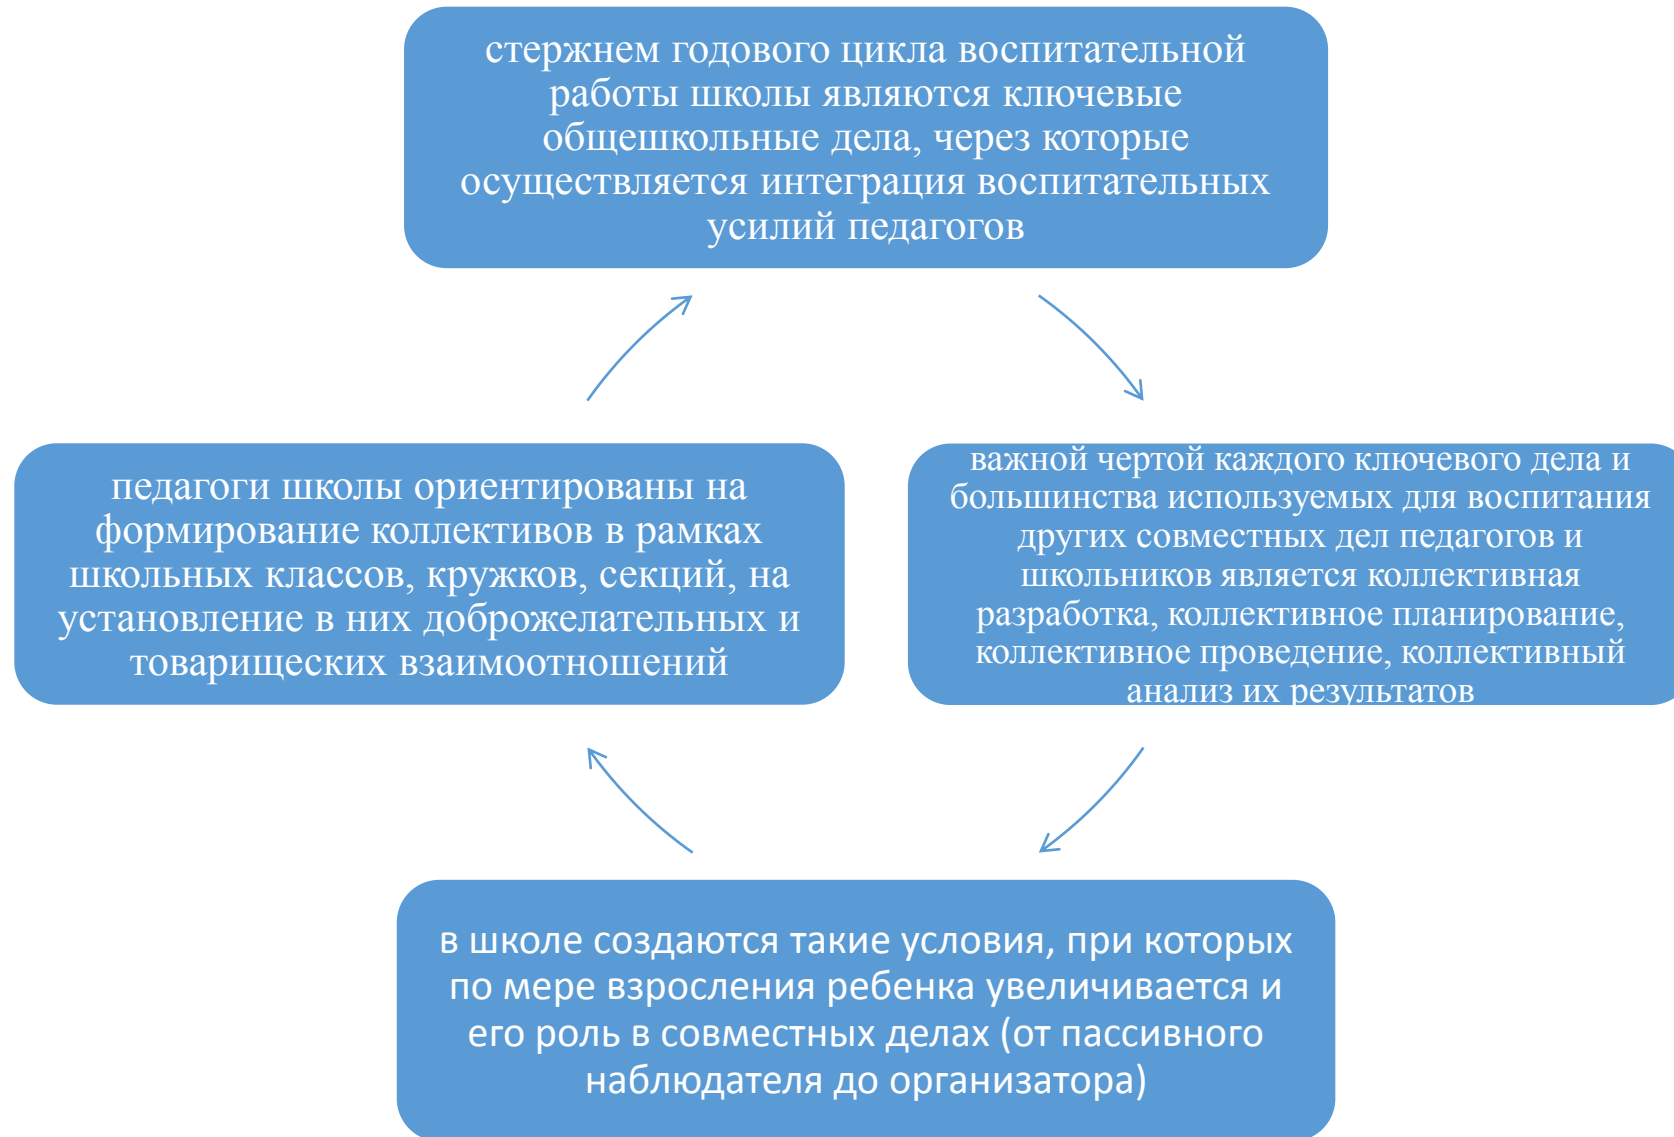 стержнем годового цикла воспитательной
работы школы являются ключевые
общешкольные дела, через которые
осуществляется интеграция воспитательных
усилий педагогов
педагоги школы ориентированы на
формирование коллективов в рамках
школьных классов, кружков, секций, на
установление в них доброжелательных и
товарищеских взаимоотношений
важной чертой каждого ключевого дела и
большинства используемых для воспитания
других совместных дел педагогов и
школьников является коллективная
разработка, коллективное планирование,
коллективное проведение, коллективный
анализ их результатов
в школе создаются такие условия, при которых
по мере взросления ребенка увеличивается и
его роль в совместных делах (от пассивного
наблюдателя до организатора)